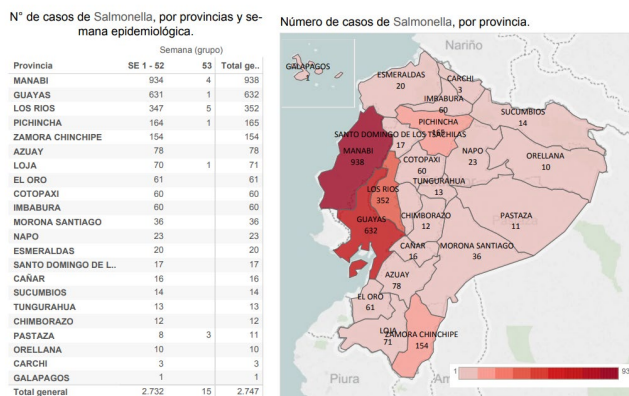 N° de casos de Salmonella, por provincias y se-
mana epidemiológica.
Semana (grupo)
Provincia SE 1 - 52 53 Total ge..
MANABI 934 4 938
GUAYAS 631 1 632
LOS RIOS 347 5 352
PICHINCHA 164 1 165
ZAMORA CHINCHIPE 154 154
AZUAY 78 78
LOJA 70 1 71
EL ORO 61 61
COTOPAXI 60 60
IMBABURA 60 60
MORONA SANTIAGO 36 36
NAPO 23 23
ESMERALDAS 20 20
SANTO DOMINGO DE L.. 17 17
CAÑAR 16 16
SUCUMBIOS 14 14
TUNGURAHUA 13 13
CHIMBORAZO 12 12
PASTAZA 8 3 11
ORELLANA 10 10
CARCHI 3 3
GALAPAGOS 1 1
Total general 2.732 15 2.747
Número de casos de Salmonella, por provincia.
Nariño
GALAPAGOS
1
ESMERALDAS
20
CARCHI
3
IMBABURA
60
SUCUMBIOS
14
PICHINCHA
165
SANTO DOMINGO DE LOS TSACHILAS
17
MANABI
938
COTOPAXI
60
NAPO
23
ORELLANA
10
TUNGURAHUA
13
LOS RIOS
352
GUAYAS
632
CHIMBORAZO
12
PASTAZA
11
CAÑAR
16
MORONA SANTIAGO
36
AZUAY
78
EL ORO
61
LOJA
71
ZAMORA CHINCHIPE
154
1
93
Piura
Am